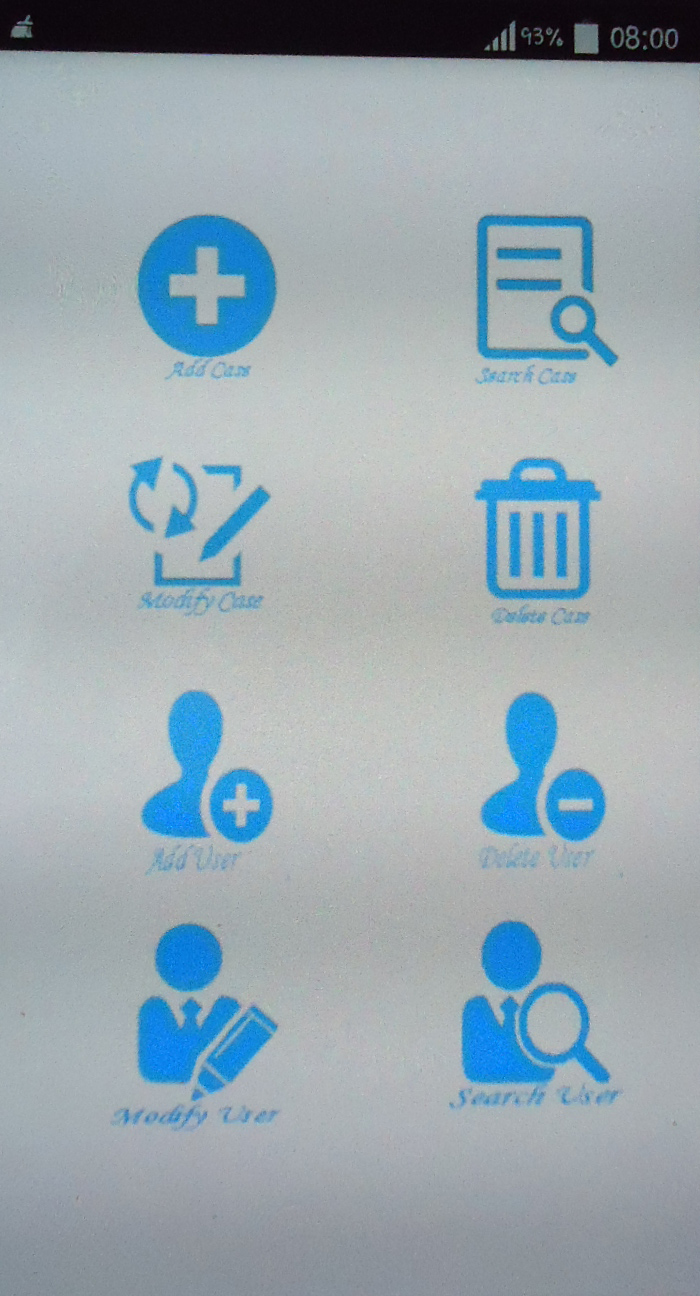 93% 08:00
Add Case
Search Case
Modify Case
Delete Case
Add User
Delete User
Modify User
Search User